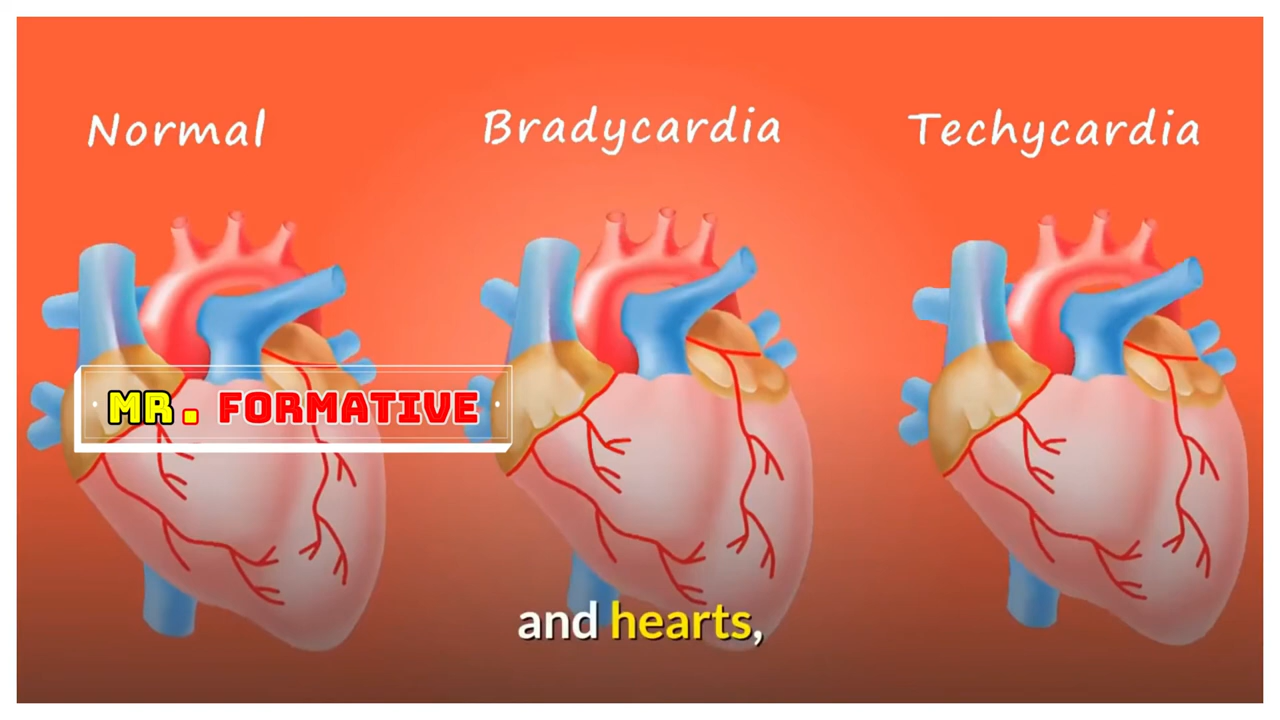 Normal
Bradycardia
Techycardia
MR. FORMATIVE
and hearts,